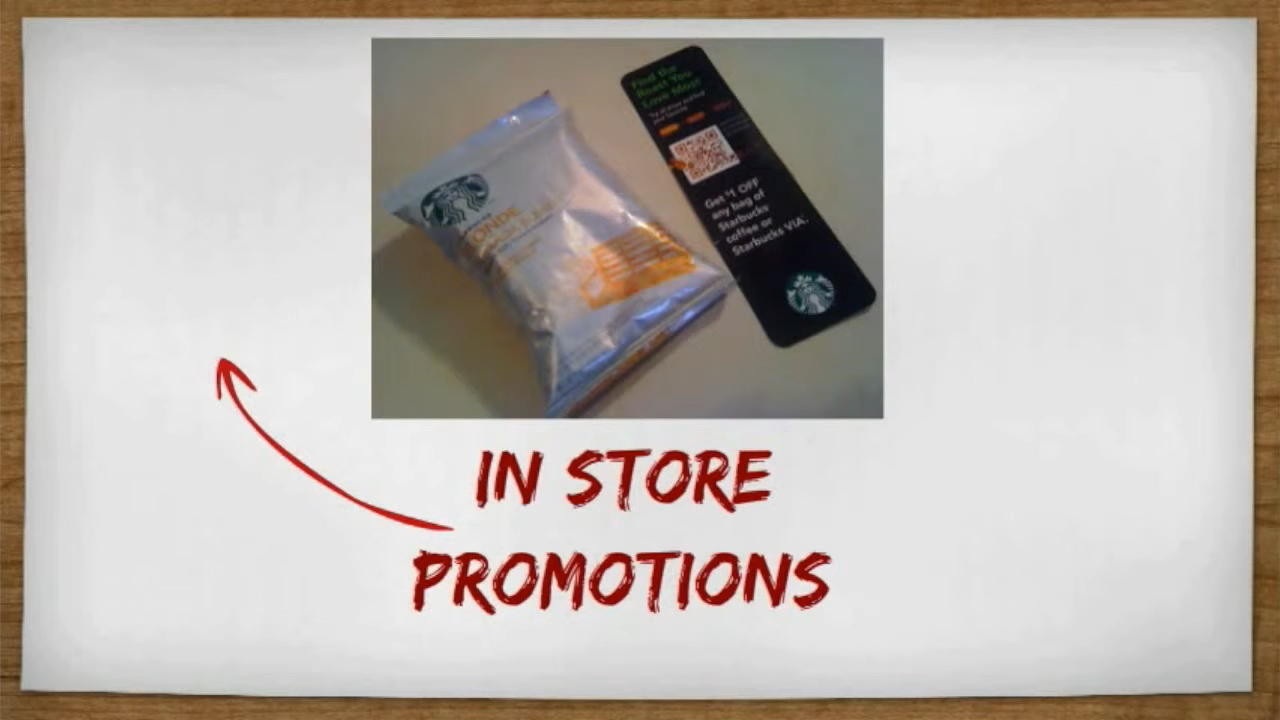 Find the
Roast You
Love Most
Get $1 OFF
any bag of
Starbucks
coffee or
Starbucks VIA.
IN STORE
PROMOTIONS